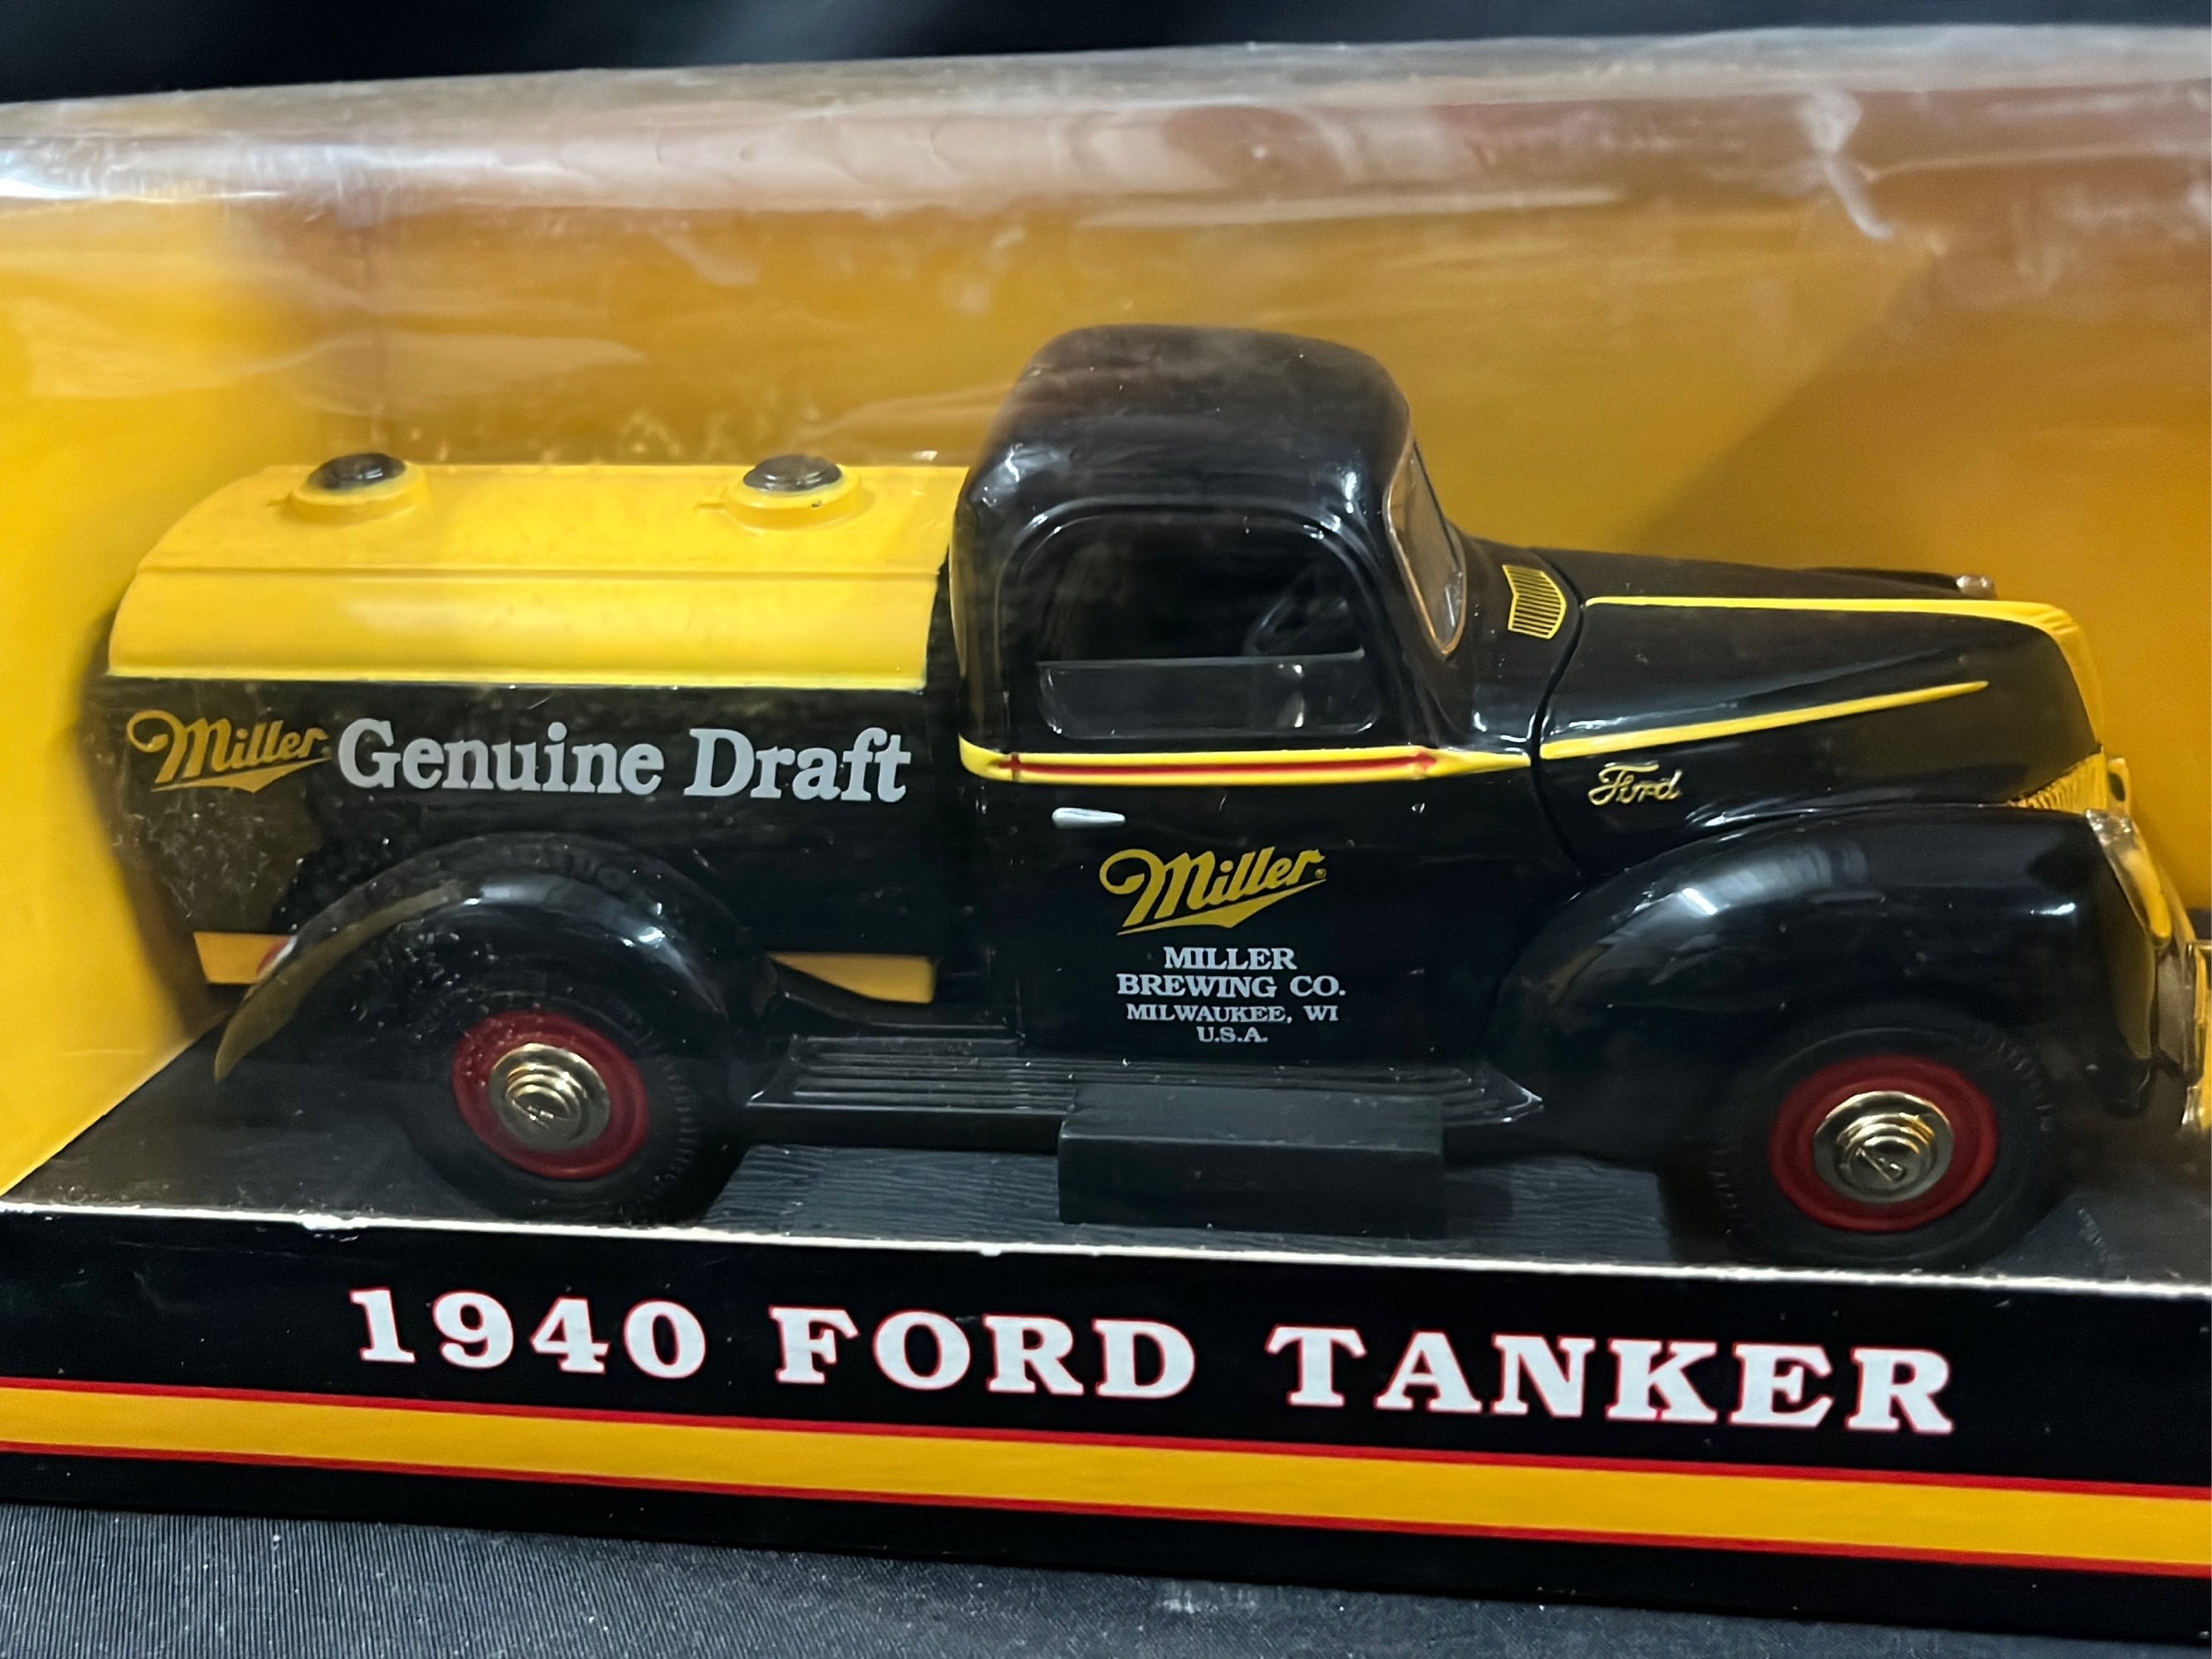 Miller Genuine Draft
Ford
Miller®
MILLER
BREWING CO.
MILWAUKEE, WI
U.S.A.
1940 FORD TANKER